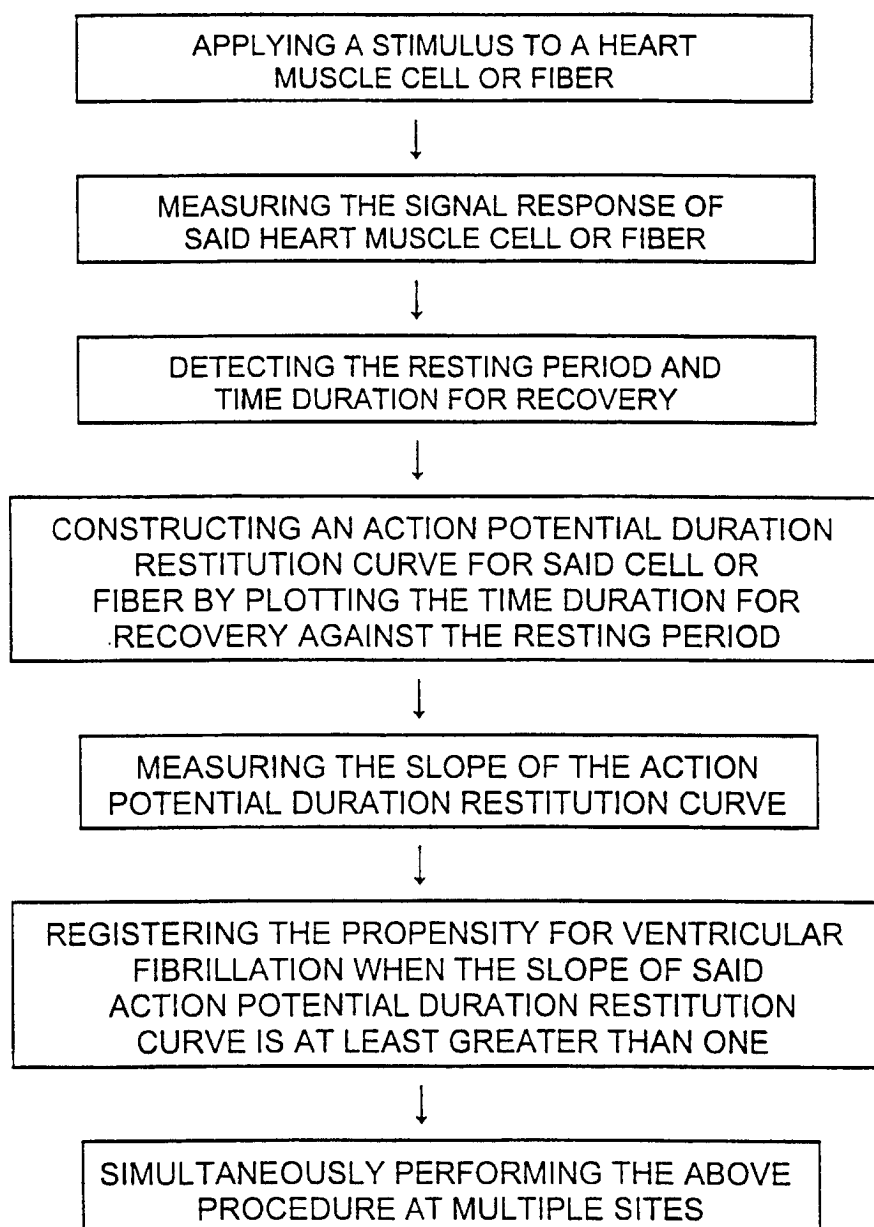 APPLYING A STIMULUS TO A HEART
MUSCLE CELL OR FIBER
↓
MEASURING THE SIGNAL RESPONSE OF
SAID HEART MUSCLE CELL OR FIBER
↓
DETECTING THE RESTING PERIOD AND
TIME DURATION FOR RECOVERY
↓
CONSTRUCTING AN ACTION POTENTIAL DURATION
RESTITUTION CURVE FOR SAID CELL OR
FIBER BY PLOTTING THE TIME DURATION FOR
RECOVERY AGAINST THE RESTING PERIOD
↓
MEASURING THE SLOPE OF THE ACTION
POTENTIAL DURATION RESTITUTION CURVE
↓
REGISTERING THE PROPENSITY FOR VENTRICULAR
FIBRILLATION WHEN THE SLOPE OF SAID
ACTION POTENTIAL DURATION RESTITUTION
CURVE IS AT LEAST GREATER THAN ONE
↓
SIMULTANEOUSLY PERFORMING THE ABOVE
PROCEDURE AT MULTIPLE SITES